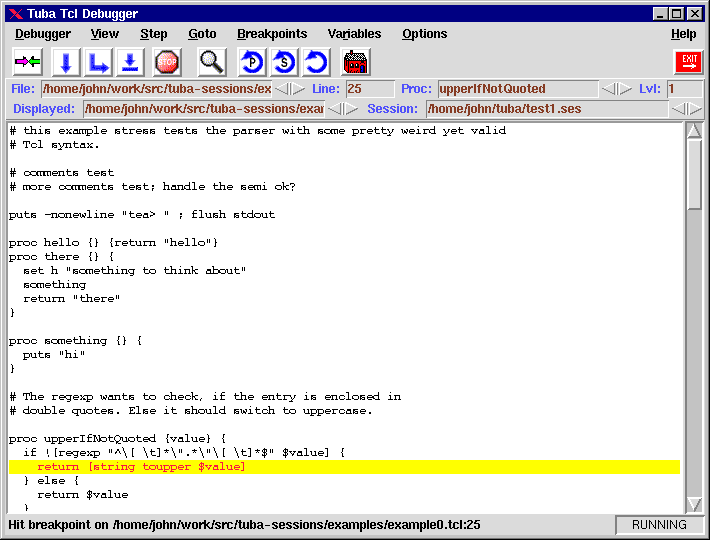 Tuba Tcl Debugger
Debugger View Step Goto Breakpoints Variables Options Help
STOP P S EXIT
File: /home/john/work/src/tuba-sessions/ex Line: 25 Proc: upperIfNotQuoted Lvl: 1
Displayed: /home/john/work/src/tuba-sessions/exa Session: /home/john/tuba/test1.ses
# this example stress tests the parser with some pretty weird yet valid
# Tcl syntax.
# comments test
# more comments test; handle the semi ok?
puts -nonewline "tea> " ; flush stdout
proc hello {} {return "hello"}
proc there {} {
  set h "something to think about"
  something
  return "there"
}
proc something {} {
  puts "hi"
}
# The regexp wants to check, if the entry is enclosed in
# double quotes. Else it should switch to uppercase.
proc upperIfNotQuoted {value} {
  if ![regexp "^\[ \t]*\".*\"\[ \t]*$" $value] {
    return [string toupper $value]
  } else {
    return $value
  }
Hit breakpoint on /home/john/work/src/tuba-sessions/examples/example0.tcl:25 RUNNING